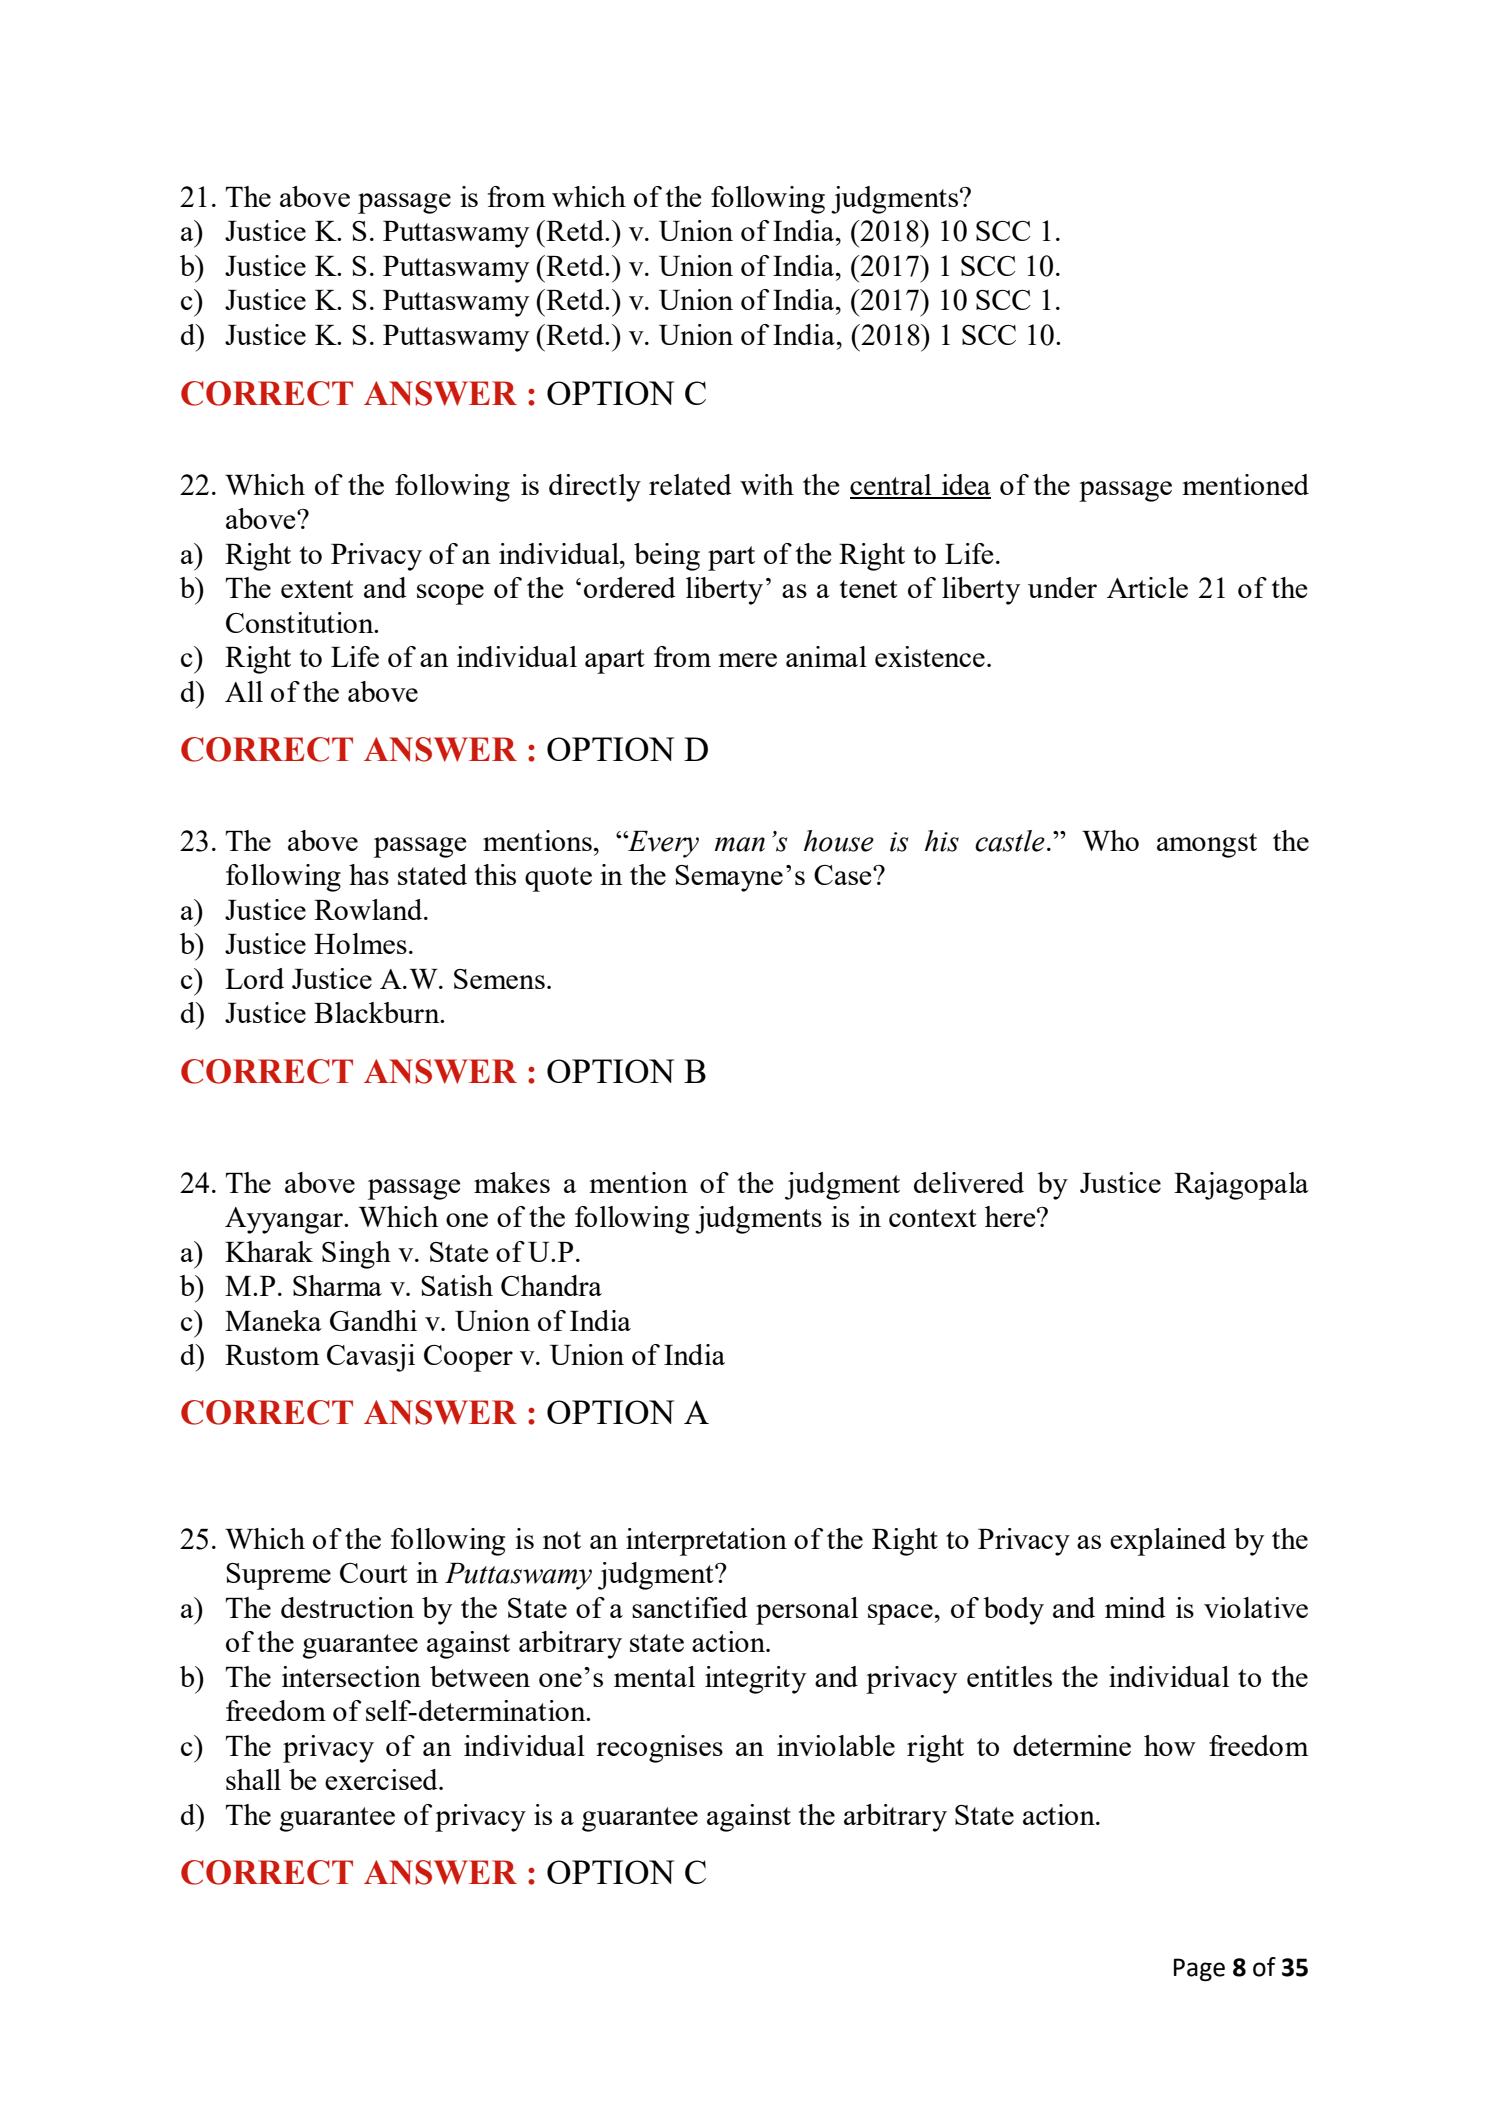 21. The above passage is from which of the following judgments?
a) Justice K. S. Puttaswamy (Retd.) v. Union of India, (2018) 10 SCC 1.
b) Justice K. S. Puttaswamy (Retd.) v. Union of India, (2017) 1 SCC 10.
c) Justice K. S. Puttaswamy (Retd.) v. Union of India, (2017) 10 SCC 1.
d) Justice K. S. Puttaswamy (Retd.) v. Union of India, (2018) 1 SCC 10.
CORRECT ANSWER : OPTION C
22. Which of the following is directly related with the central idea of the passage mentioned
above?
a) Right to Privacy of an individual, being part of the Right to Life.
b) The extent and scope of the ‘ordered liberty’ as a tenet of liberty under Article 21 of the
Constitution.
c) Right to Life of an individual apart from mere animal existence.
d) All of the above
CORRECT ANSWER : OPTION D
23. The above passage mentions, “Every man’s house is his castle.” Who amongst the
following has stated this quote in the Semayne’s Case?
a) Justice Rowland.
b) Justice Holmes.
c) Lord Justice A.W. Semens.
d) Justice Blackburn.
CORRECT ANSWER : OPTION B
24. The above passage makes a mention of the judgment delivered by Justice Rajagopala
Ayyangar. Which one of the following judgments is in context here?
a) Kharak Singh v. State of U.P.
b) M.P. Sharma v. Satish Chandra
c) Maneka Gandhi v. Union of India
d) Rustom Cavasji Cooper v. Union of India
CORRECT ANSWER : OPTION A
25. Which of the following is not an interpretation of the Right to Privacy as explained by the
Supreme Court in Puttaswamy judgment?
a) The destruction by the State of a sanctified personal space, of body and mind is violative
of the guarantee against arbitrary state action.
b) The intersection between one’s mental integrity and privacy entitles the individual to the
freedom of self-determination.
c) The privacy of an individual recognises an inviolable right to determine how freedom
shall be exercised.
d) The guarantee of privacy is a guarantee against the arbitrary State action.
CORRECT ANSWER : OPTION C
Page 8 of 35